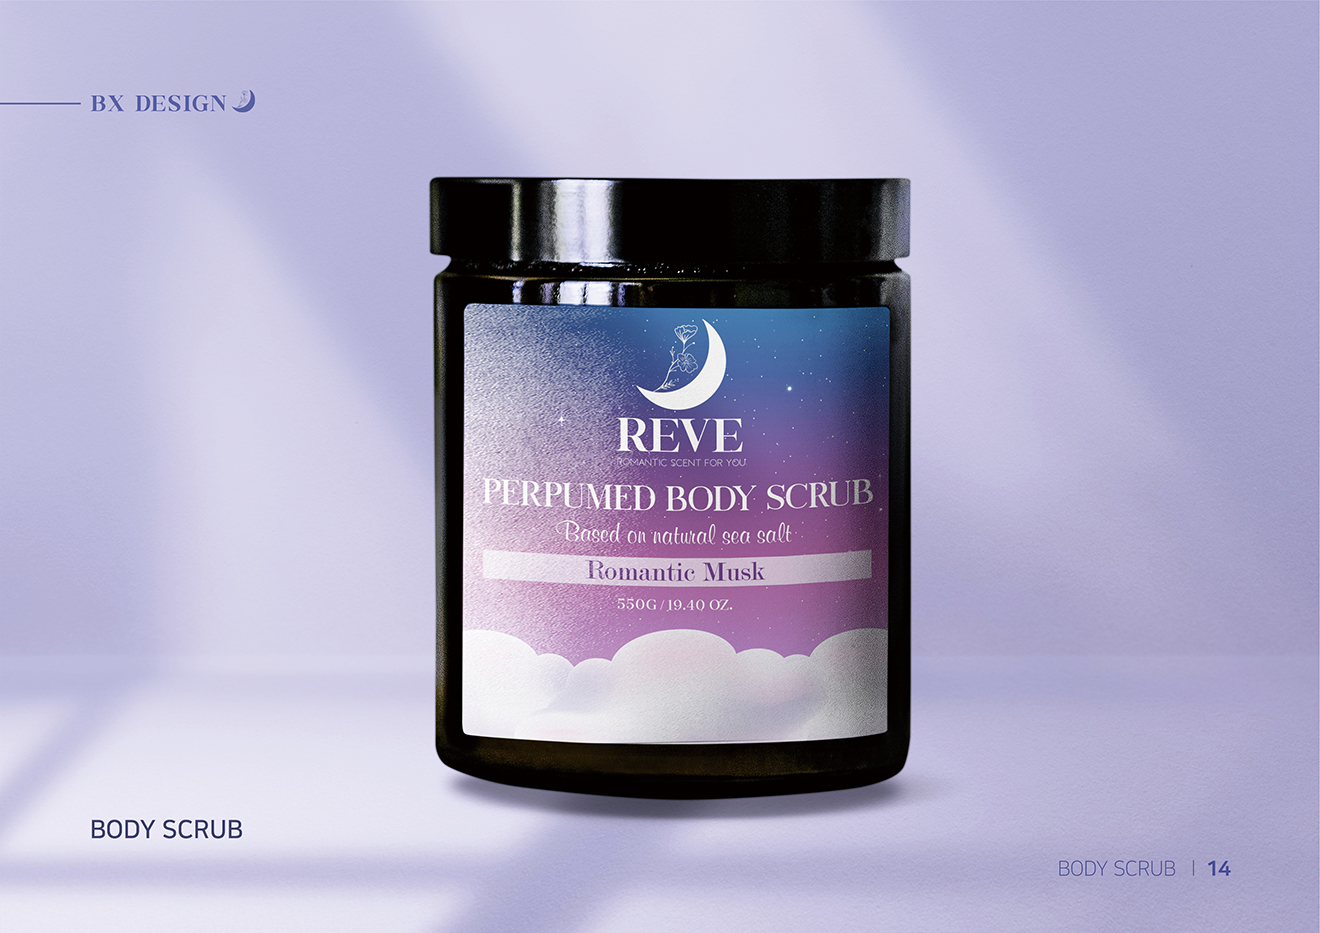 BX DESIGN
REVE
ROMANTIC SCENT FOR YOU
PERPUMED BODY SCRUB
Based on natural sea salt
Romantic Musk
550G / 19.40 OZ.
BODY SCRUB
BODY SCRUB | 14